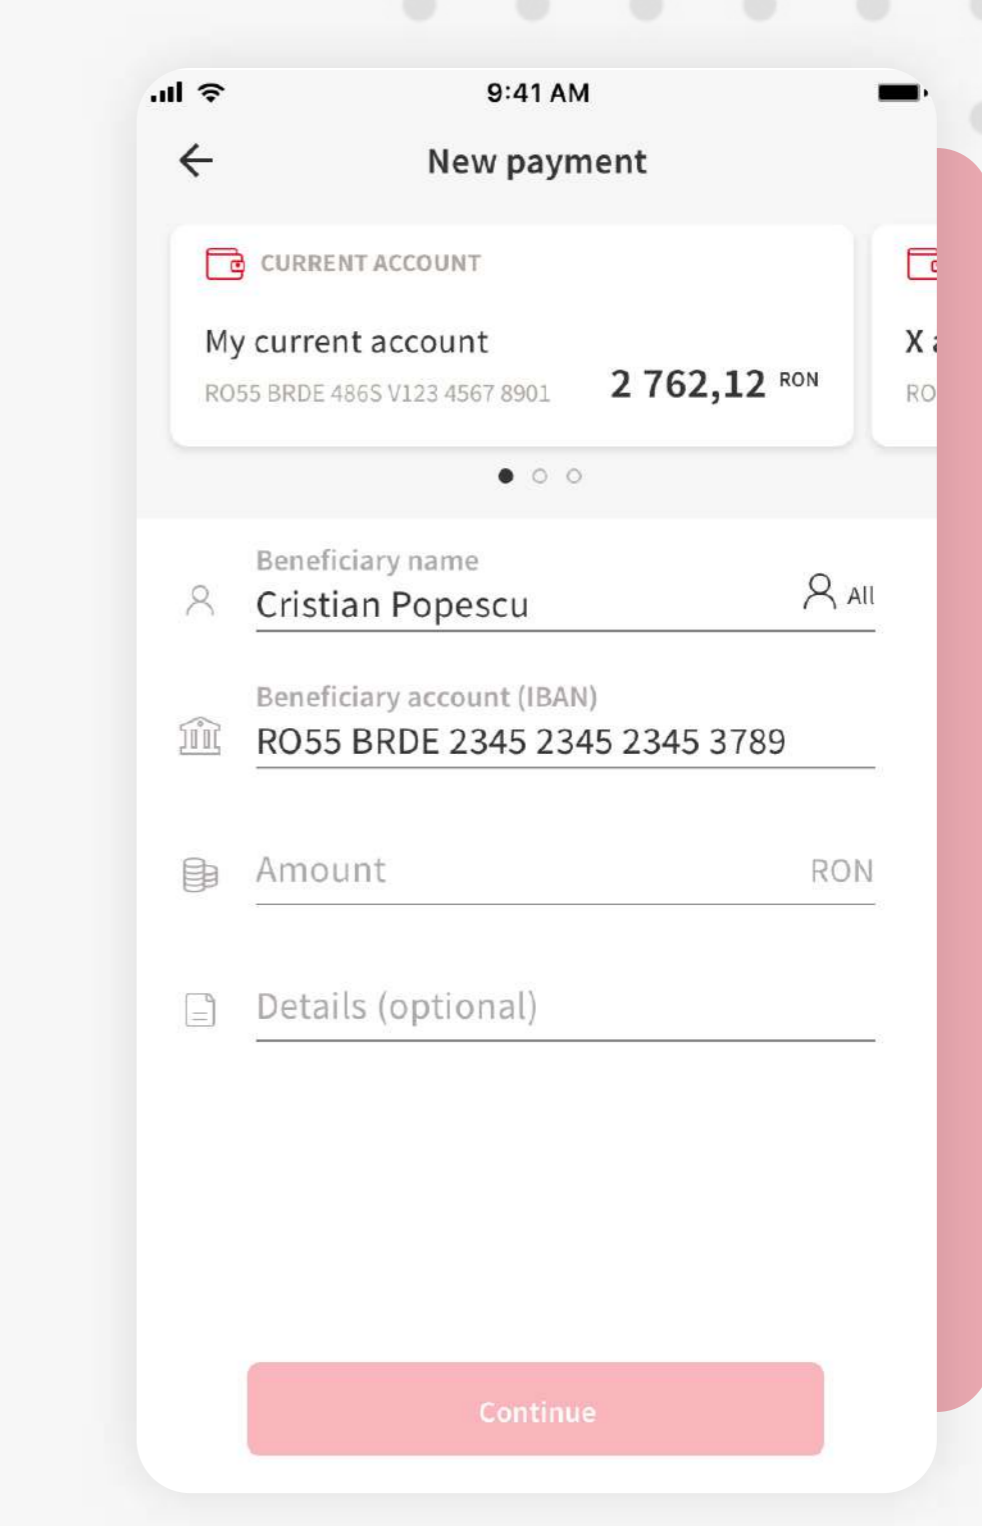 9:41 AM
New payment
CURRENT ACCOUNT
My current account
RO55 BRDE 486S V123 4567 8901
2 762,12 RON
X
RO
Beneficiary name
Cristian Popescu
All
Beneficiary account (IBAN)
RO55 BRDE 2345 2345 2345 3789
Amount
RON
Details (optional)
Continue